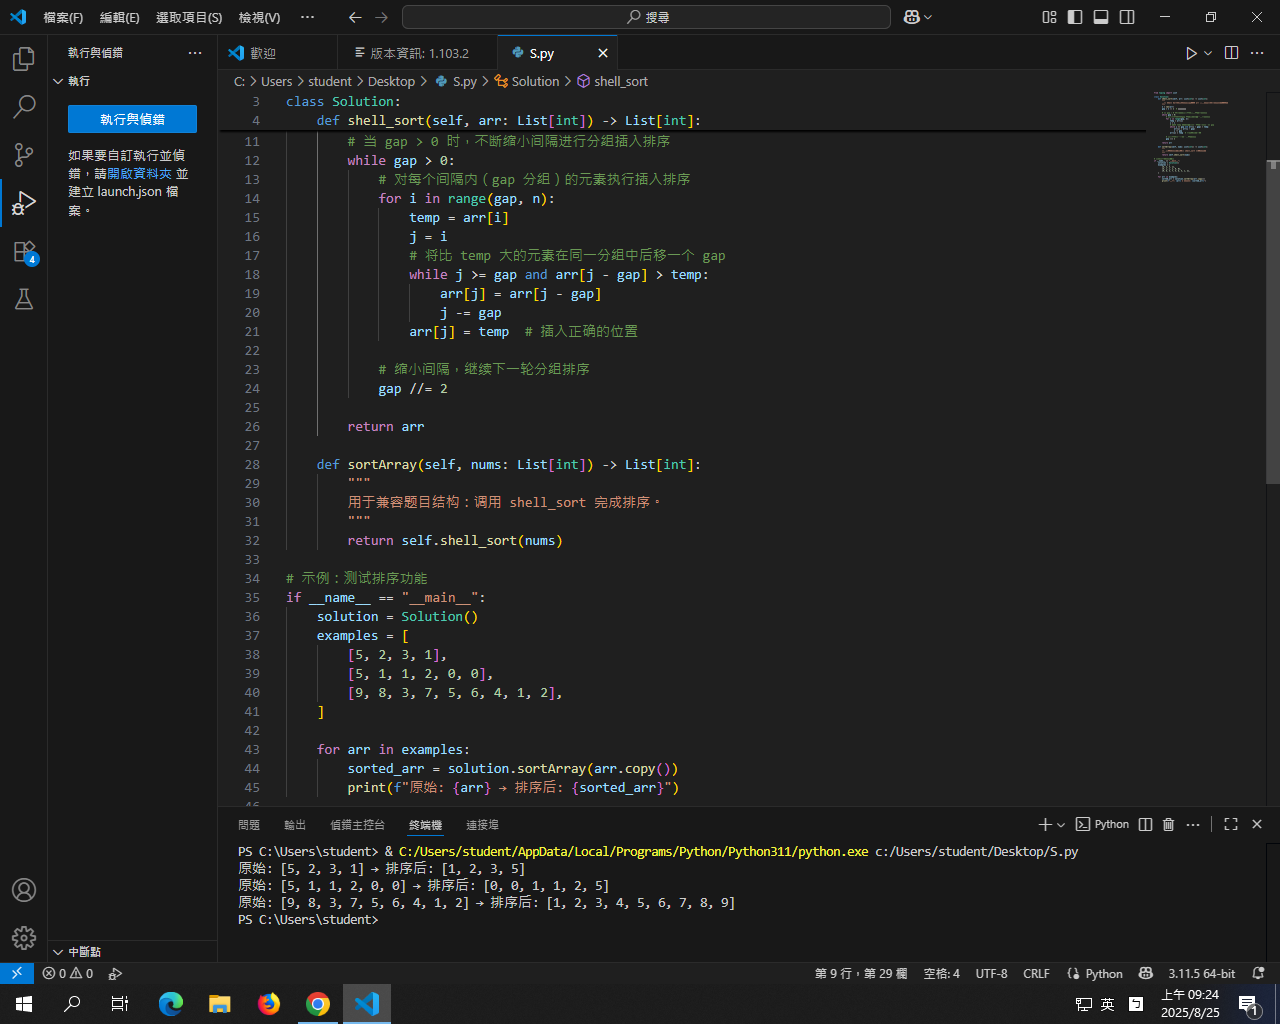 檔案(F) 編輯(E) 選取項目(S) 檢視(V) ··· 搜尋
執行與偵錯 ···
歡迎 版本資訊: 1.103.2 S.py
C: > Users > student > Desktop > S.py > Solution > shell_sort
執行
執行與偵錯
如果要自訂執行並偵
錯，請開啟資料夾 並
建立 launch.json 檔
案。
4
3 class Solution:
4 def shell_sort(self, arr: List[int]) -> List[int]:
11 # 当 gap > 0 时，不断缩小间隔进行分组插入排序
12 while gap > 0:
13 # 对每个间隔内（gap 分组）的元素执行插入排序
14 for i in range(gap, n):
15 temp = arr[i]
16 j = i
17 # 将比 temp 大的元素在同一分组中后移一个 gap
18 while j >= gap and arr[j - gap] > temp:
19 arr[j] = arr[j - gap]
20 j -= gap
21 arr[j] = temp  # 插入正确的位置
22
23 # 缩小间隔，继续下一轮分组排序
24 gap //= 2
25
26 return arr
27
28 def sortArray(self, nums: List[int]) -> List[int]:
29 """
30 用于兼容题目结构：调用 shell_sort 完成排序。
31 """
32 return self.shell_sort(nums)
33
34 # 示例：测试排序功能
35 if __name__ == "__main__":
36 solution = Solution()
37 examples = [
38 [5, 2, 3, 1],
39 [5, 1, 1, 2, 0, 0],
40 [9, 8, 3, 7, 5, 6, 4, 1, 2],
41 ]
42
43 for arr in examples:
44 sorted_arr = solution.sortArray(arr.copy())
45 print(f"原始: {arr} → 排序后: {sorted_arr}")
問題 輸出 偵錯主控台 終端機 連接埠 Python ···
PS C:\Users\student> & C:/Users/student/AppData/Local/Programs/Python/Python311/python.exe c:/Users/student/Desktop/S.py
原始: [5, 2, 3, 1] → 排序后: [1, 2, 3, 5]
原始: [5, 1, 1, 2, 0, 0] → 排序后: [0, 0, 1, 1, 2, 5]
原始: [9, 8, 3, 7, 5, 6, 4, 1, 2] → 排序后: [1, 2, 3, 4, 5, 6, 7, 8, 9]
PS C:\Users\student>
中斷點
0 0 第 9 行，第 29 欄 空格: 4 UTF-8 CRLF Python 3.11.5 64-bit
英 上午 09:24
2025/8/25 1